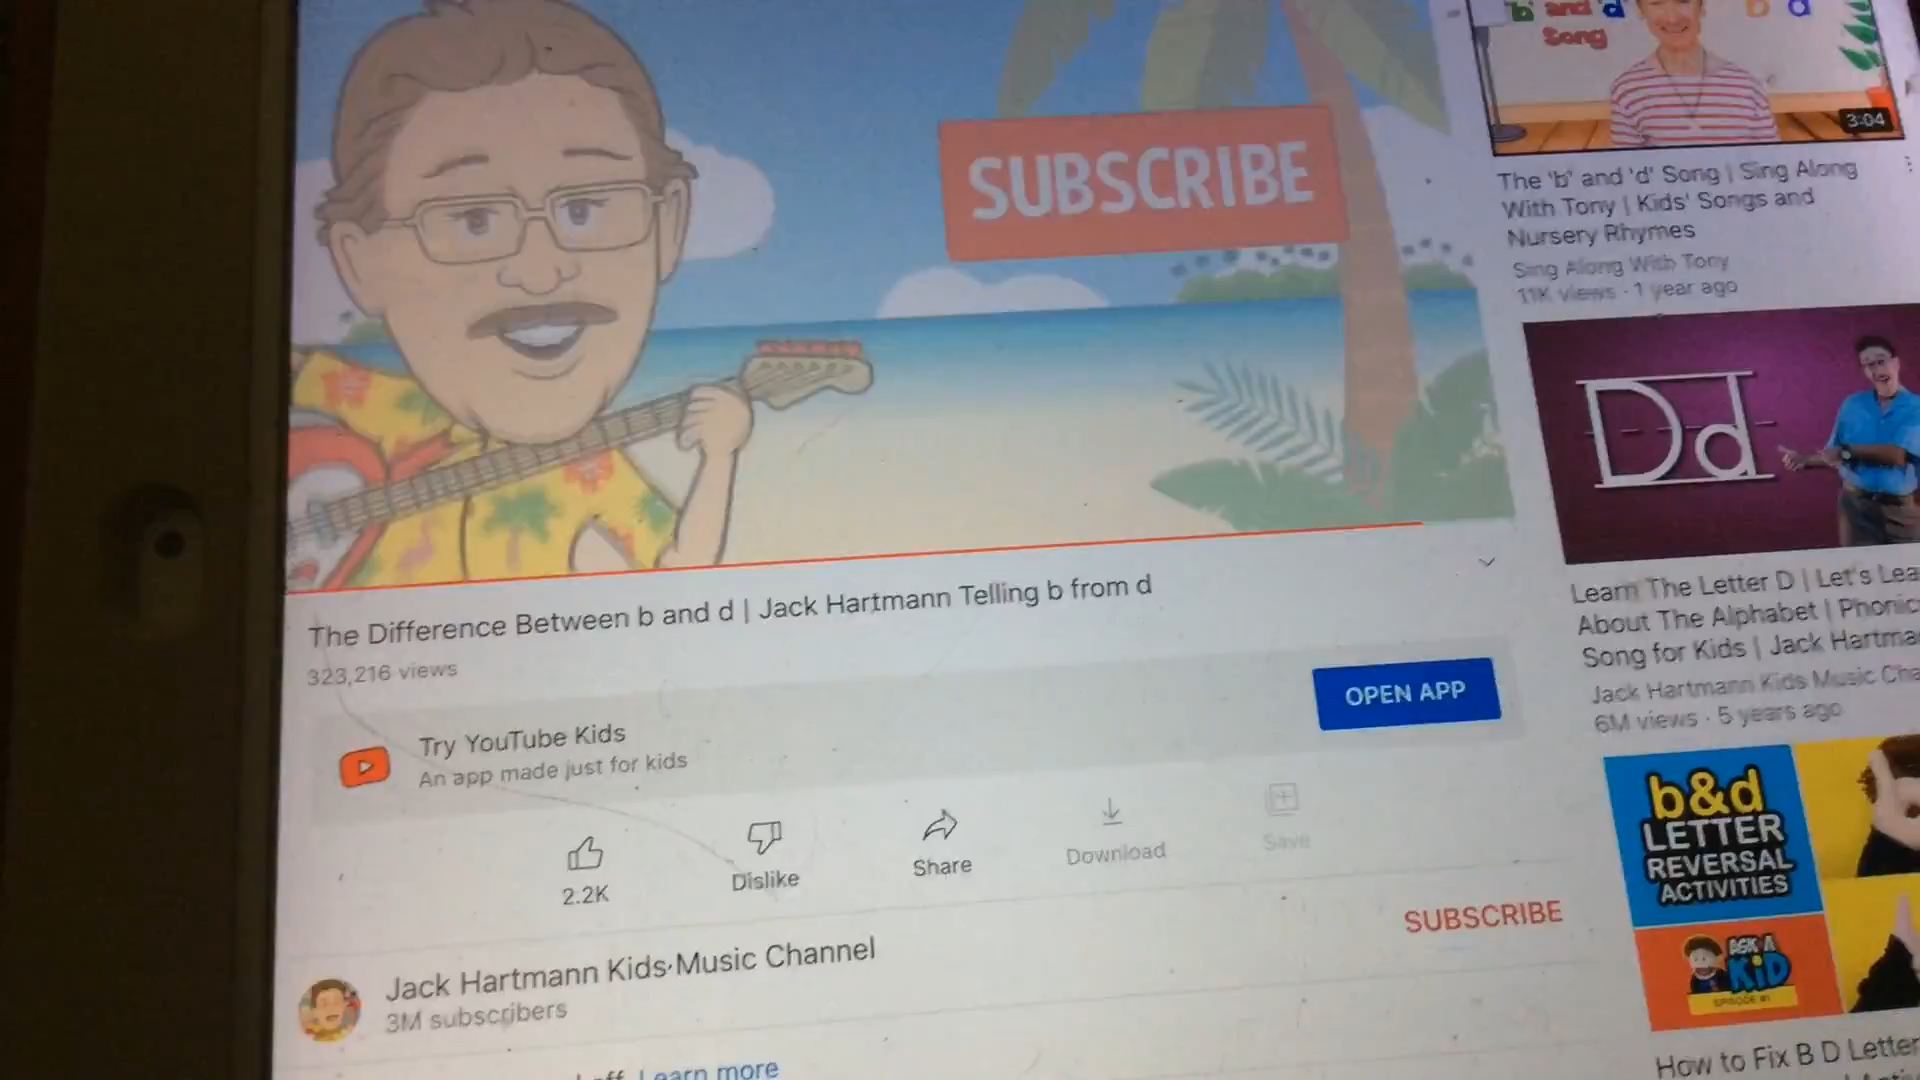 SUBSCRIBE
The Difference Between b and d | Jack Hartmann Telling b from d
323,216 views
Try YouTube Kids
An app made just for kids
OPEN APP
2.2K
Dislike
Share
Download
Save
Jack Hartmann Kids Music Channel
3M subscribers
SUBSCRIBE
Learn more
b and d
Song
b d
3:04
The 'b' and 'd' Song | Sing Along
With Tony | Kids' Songs and
Nursery Rhymes
Sing Along With Tony
11K views · 1 year ago
Dd
Learn The Letter D | Let's Lea
About The Alphabet | Phonic
Song for Kids | Jack Hartma
Jack Hartmann Kids Music Cha
6M views · 5 years ago
b&d
LETTER
REVERSAL
ACTIVITIES
ASK A
KiD
EPISODE #1
How to Fix B D Letter